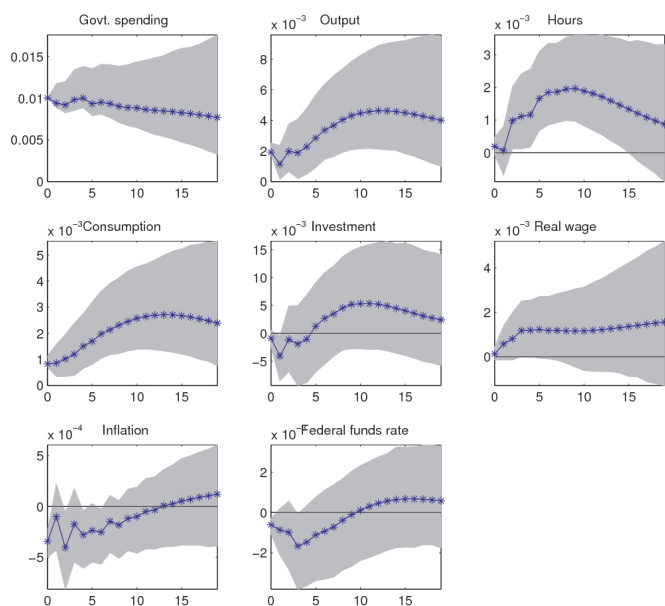 Govt. spending
0.015
0.01
0.005
0
0 5 10 15
x 10⁻³ Output
8
6
4
2
0
0 5 10 15
x 10⁻³ Hours
3
2
1
0
0 5 10 15
x 10⁻³ Consumption
5
4
3
2
1
0
0 5 10 15
x 10⁻³ Investment
15
10
5
0
−5
0 5 10 15
x 10⁻³ Real wage
4
2
0
0 5 10 15
x 10⁻⁴ Inflation
5
0
−5
0 5 10 15
x 10 Federal funds rate
2
0
−2
0 5 10 15